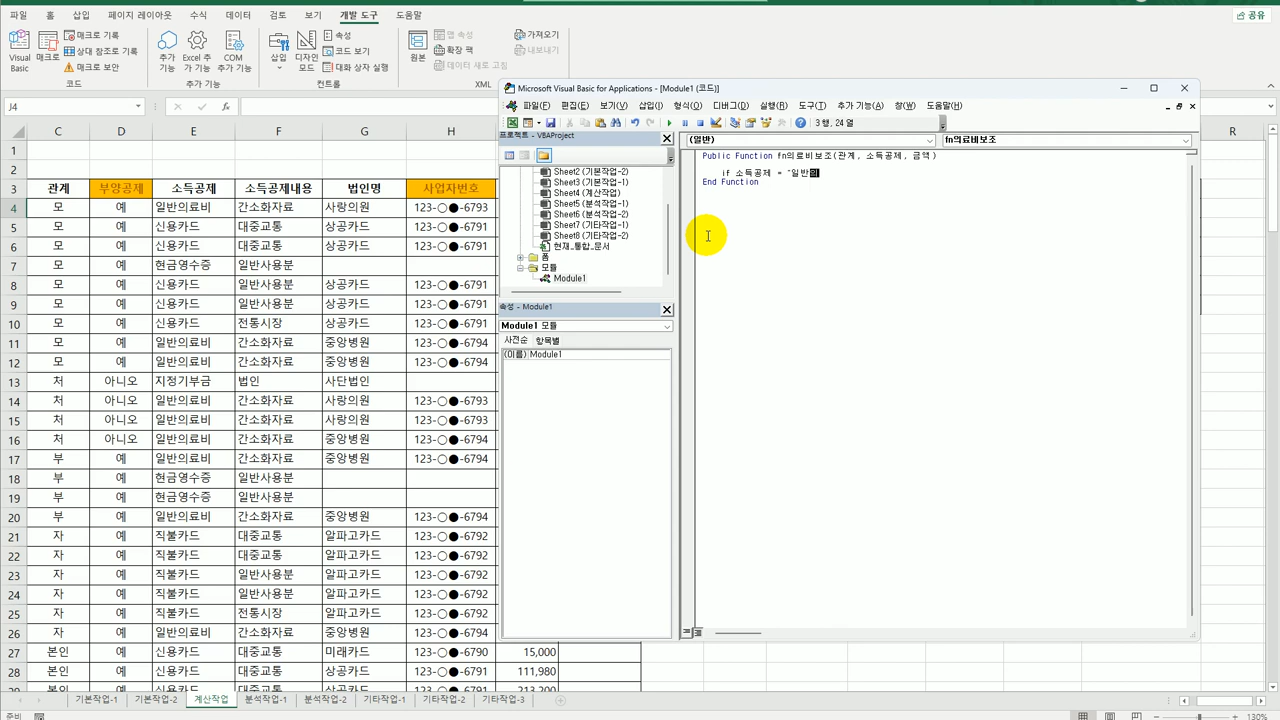 파일 홈 삽입 페이지 레이아웃 수식 데이터 검토 보기 개발 도구 도움말 공유
Visual Basic 매크로 매크로 기록 상대 참조로 기록 매크로 보안 코드
추가 기능 Excel 추가 기능 COM 추가 기능 추가 기능
삽입 디자인 모드 속성 코드 보기 대화 상자 실행 컨트롤
원본 맵 속성 확장 팩 데이터 새로 고침 가져오기 내보내기 XML
J4 fx
C D E F G H R
1
2
3 관계 부양공제 소득공제 소득공제내용 법인명 사업자번호
4 모 예 일반의료비 간소화자료 사랑의원 123-○●-6793
5 모 예 신용카드 대중교통 상공카드 123-○●-6791
6 모 예 신용카드 대중교통 상공카드 123-○●-6791
7 모 예 현금영수증 일반사용분
8 모 예 신용카드 일반사용분 상공카드 123-○●-6791
9 모 예 신용카드 일반사용분 상공카드 123-○●-6791
10 모 예 신용카드 전통시장 상공카드 123-○●-6791
11 모 예 일반의료비 간소화자료 중앙병원 123-○●-6794
12 모 예 일반의료비 간소화자료 중앙병원 123-○●-6794
13 처 아니오 지정기부금 법인 사단법인
14 처 아니오 일반의료비 간소화자료 사랑의원 123-○●-6793
15 처 아니오 일반의료비 간소화자료 사랑의원 123-○●-6793
16 처 아니오 일반의료비 간소화자료 중앙병원 123-○●-6794
17 부 예 일반의료비 간소화자료 중앙병원 123-○●-6794
18 부 예 현금영수증 일반사용분
19 부 예 현금영수증 일반사용분
20 부 예 일반의료비 간소화자료 중앙병원 123-○●-6794
21 자 예 직불카드 대중교통 알파고카드 123-○●-6792
22 자 예 직불카드 대중교통 알파고카드 123-○●-6792
23 자 예 직불카드 일반사용분 알파고카드 123-○●-6792
24 자 예 직불카드 일반사용분 알파고카드 123-○●-6792
25 자 예 직불카드 전통시장 알파고카드 123-○●-6792
26 자 예 일반의료비 간소화자료 중앙병원 123-○●-6794
27 본인 예 신용카드 대중교통 미래카드 123-○●-6790 15,000
28 본인 예 신용카드 대중교통 상공카드 123-○●-6791 111,980
29 본인 예 신용카드 대중교통 상공카드 123-○●-6791 213,200
기본작업-1 기본작업-2 계산작업 분석작업-1 분석작업-2 기타작업-1 기타작업-2 기타작업-3
준비 130%
Microsoft Visual Basic for Applications - [Module1 (코드)]
파일(F) 편집(E) 보기(V) 삽입(I) 형식(O) 디버그(D) 실행(R) 도구(T) 추가 기능(A) 창(W) 도움말(H)
3 행, 24 열
프로젝트 - VBAProject
Sheet2 (기본작업-2)
Sheet3 (기본작업-1)
Sheet4 (계산작업)
Sheet5 (분석작업-1)
Sheet6 (분석작업-2)
Sheet7 (기타작업-1)
Sheet8 (기타작업-2)
현재_통합_문서
폼
모듈
Module1
속성 - Module1
Module1 모듈
사전순 항목별
(이름) Module1
(일반) fn의료비보조
Public Function fn의료비보조(관계, 소득공제, 금액)
if 소득공제 = "일반의
End Function